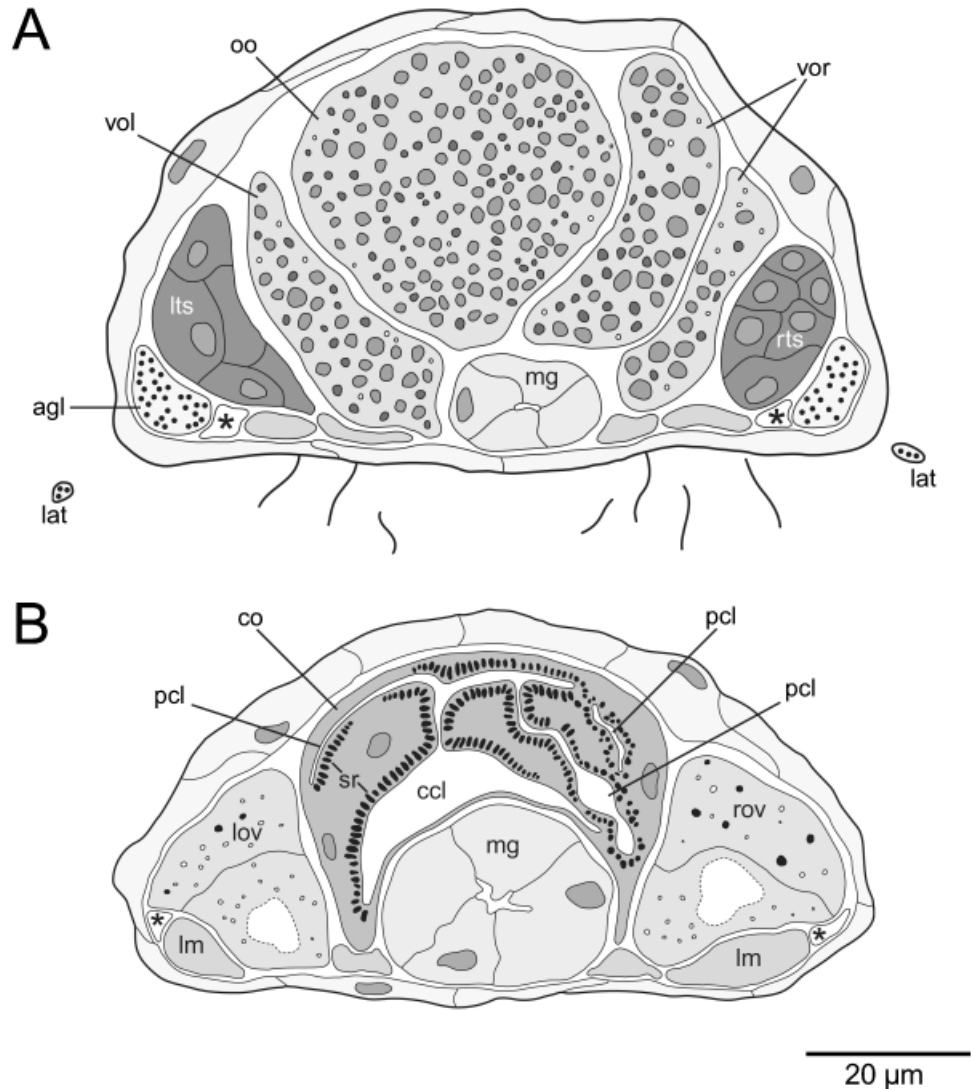 A
oo
vor
vol
lts
rts
mg
agl
*
*
lat
lat
B
co
pcl
pcl
pcl
sr
ccl
lov
rov
mg
*
*
lm
lm
20 µm